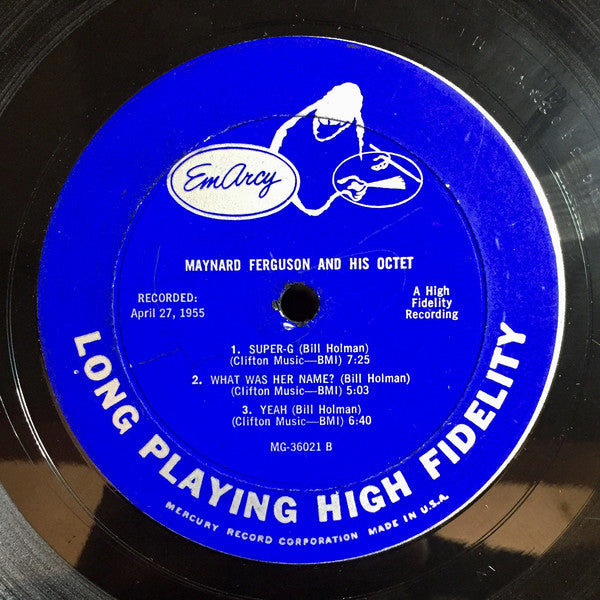 EmArcy
MAYNARD FERGUSON AND HIS OCTET
RECORDED:
April 27, 1955
A High
Fidelity
Recording
1. SUPER-G (Bill Holman)
(Clifton Music—BMI) 7:25
2. WHAT WAS HER NAME? (Bill Holman)
(Clifton Music—BMI) 5:03
3. YEAH (Bill Holman)
(Clifton Music—BMI) 6:40
MG-36021 B
LONG PLAYING HIGH FIDELITY
MERCURY RECORD CORPORATION MADE IN U.S.A.